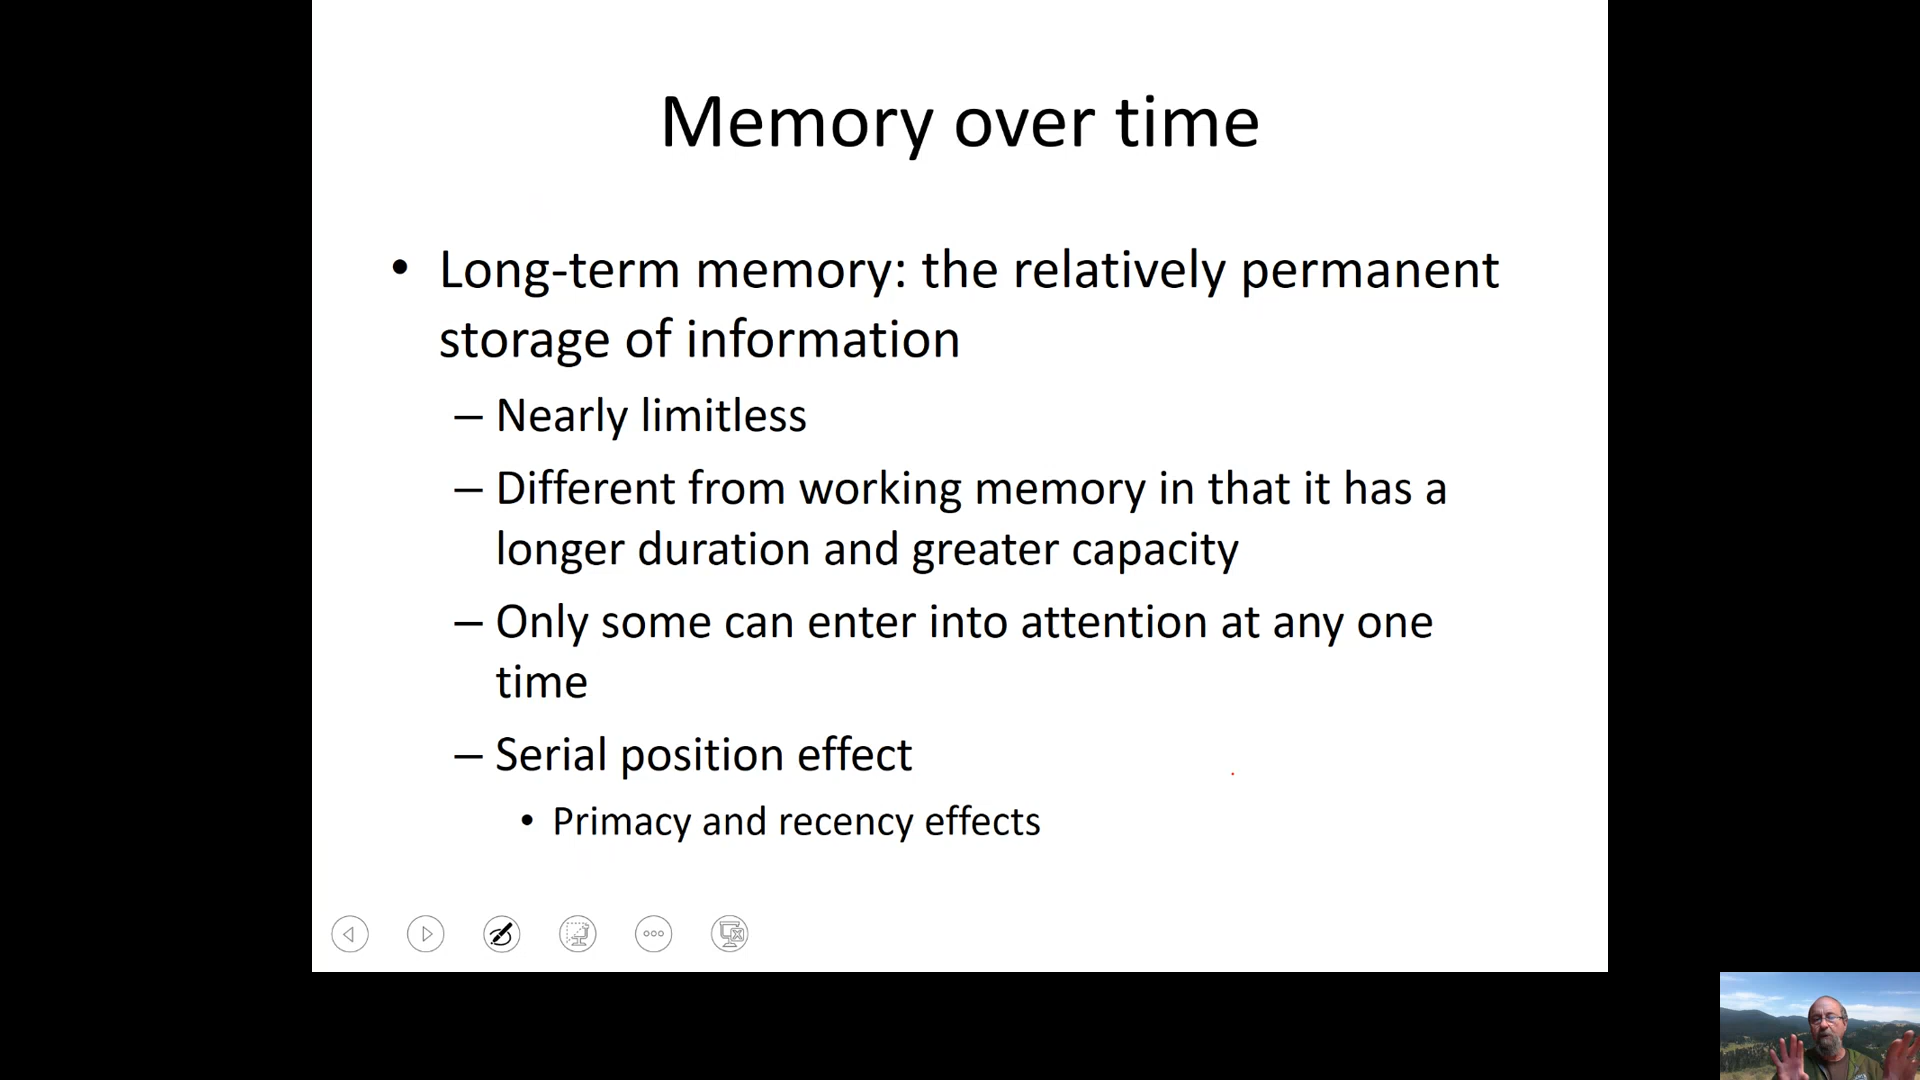 Memory over time
• Long-term memory: the relatively permanent
storage of information
– Nearly limitless
– Different from working memory in that it has a
longer duration and greater capacity
– Only some can enter into attention at any one
time
– Serial position effect
• Primacy and recency effects